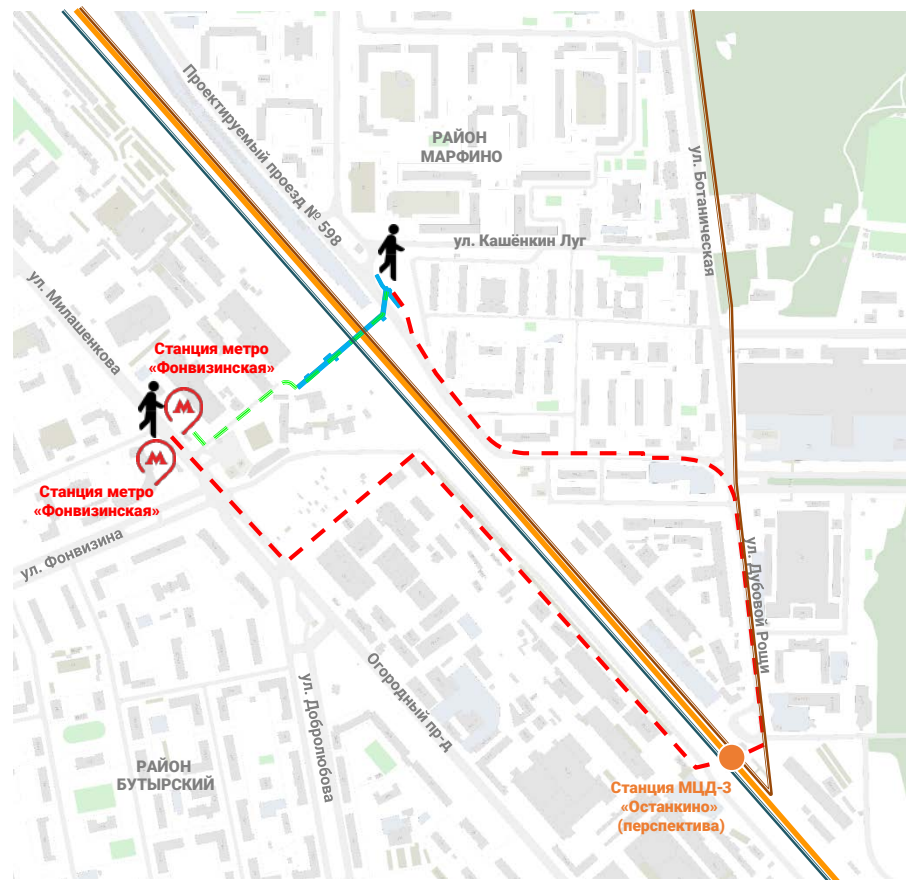 Проектируемый проезд № 598
РАЙОН
МАРФИНО
ул. Ботаническая
ул. Кашёнкин Луг
ул. Милашенкова
Станция метро
«Фонвизинская»
Станция метро
«Фонвизинская»
ул. Фонвизина
ул. Дубовой Рощи
Огородный пр-д
ул. Добролюбова
РАЙОН
БУТЫРСКИЙ
Станция МЦД-3
«Останкино»
(перспектива)